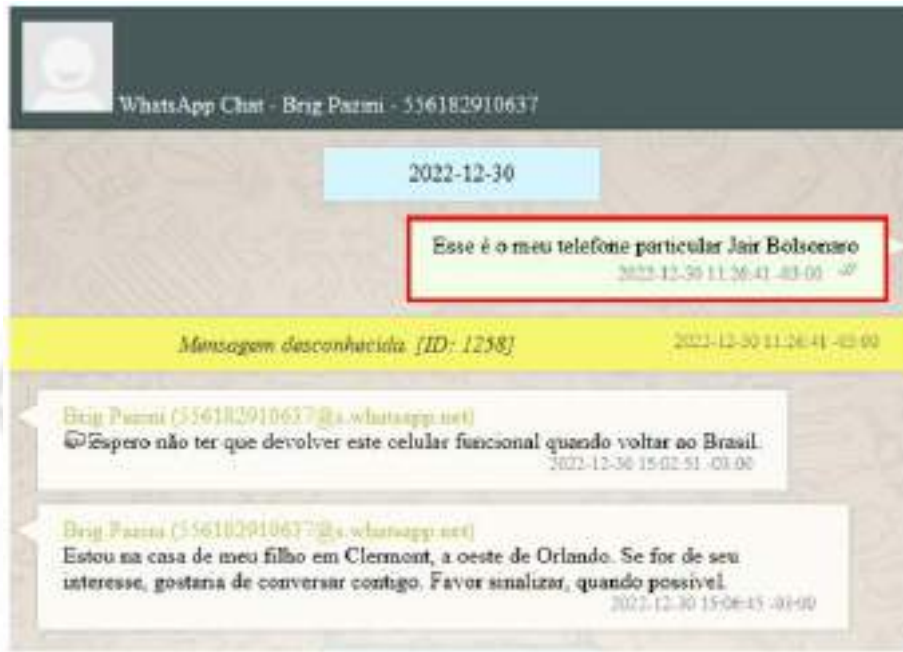 WhatsApp Chat - Brig Pazini - 556182910637
2022-12-30
Esse é o meu telefone particular Jair Bolsonaro
2022-12-30 11:26:41 -03:00
Mensagem desconhecida. [ID: 1258]
2022-12-30 11:26:41 -03:00
Brig Pazini (556182910637@s.whatsapp.net)
Espero não ter que devolver este celular funcional quando voltar ao Brasil.
2022-12-30 15:02:51 -03:00
Brig Pazini (556182910637@s.whatsapp.net)
Estou na casa de meu filho em Clermont, a oeste de Orlando. Se for de seu
interesse, gostaria de conversar contigo. Favor sinalizar, quando possível.
2022-12-30 15:06:45 -03:00